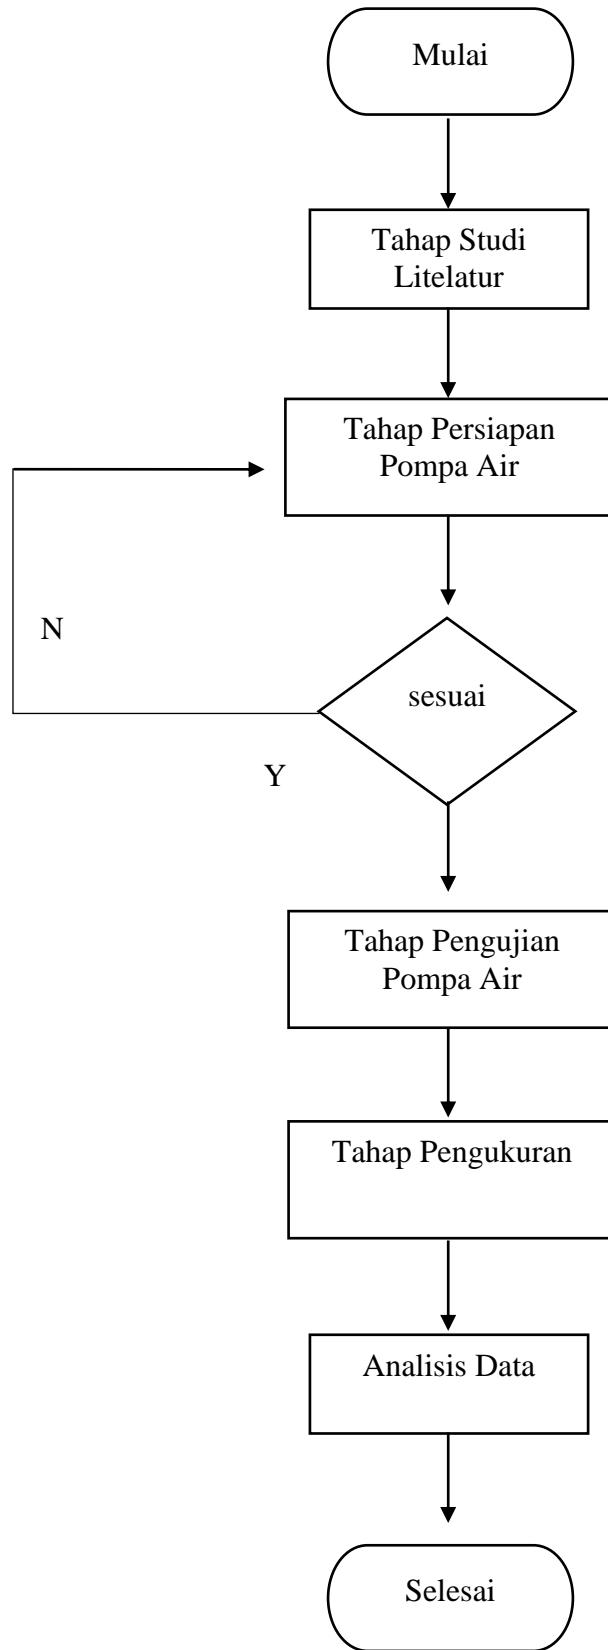 Mulai
Tahap Studi
Litelatur
Tahap Persiapan
Pompa Air
N
sesuai
Y
Tahap Pengujian
Pompa Air
Tahap Pengukuran
Analisis Data
Selesai